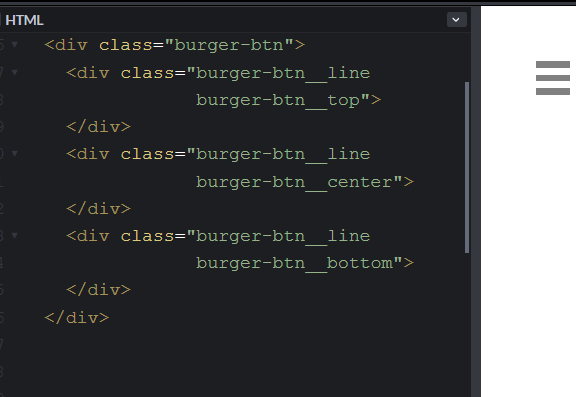 HTML
<div class="burger-btn">
<div class="burger-btn__line
burger-btn__top">
</div>
<div class="burger-btn__line
burger-btn__center">
</div>
<div class="burger-btn__line
burger-btn__bottom">
</div>
</div>